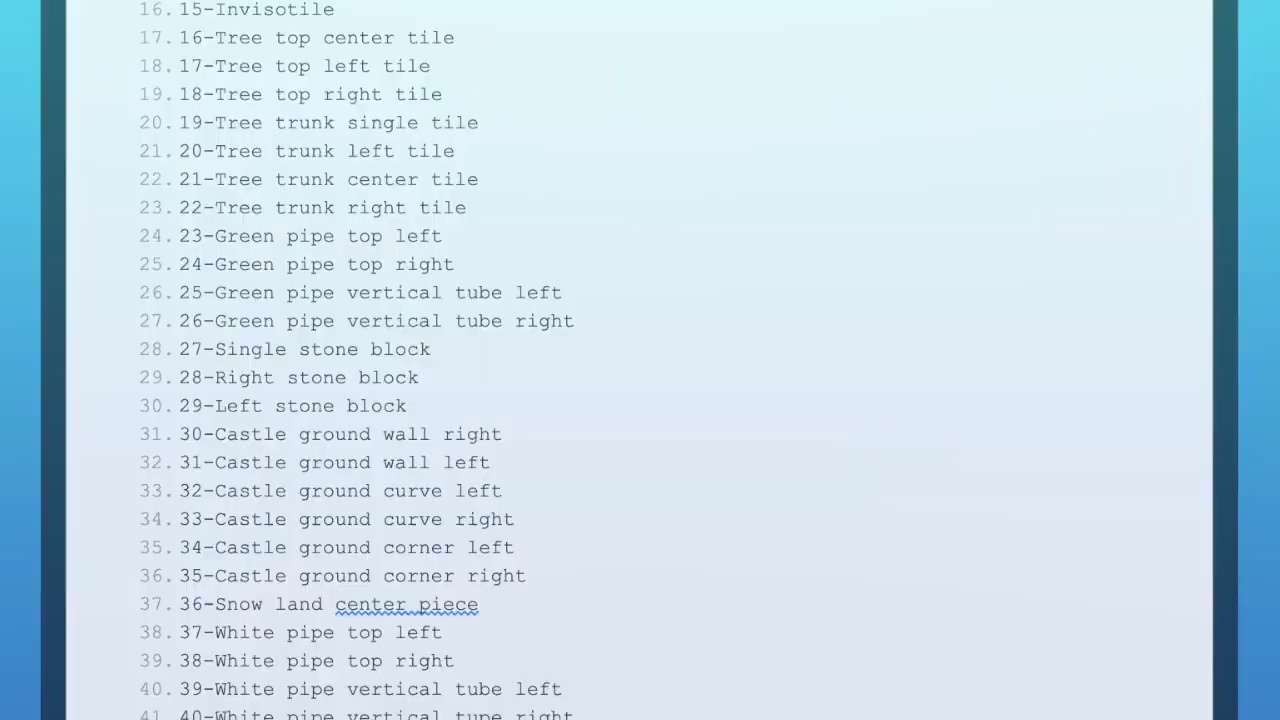 16. 15-Invisotile
17. 16-Tree top center tile
18. 17-Tree top left tile
19. 18-Tree top right tile
20. 19-Tree trunk single tile
21. 20-Tree trunk left tile
22. 21-Tree trunk center tile
23. 22-Tree trunk right tile
24. 23-Green pipe top left
25. 24-Green pipe top right
26. 25-Green pipe vertical tube left
27. 26-Green pipe vertical tube right
28. 27-Single stone block
29. 28-Right stone block
30. 29-Left stone block
31. 30-Castle ground wall right
32. 31-Castle ground wall left
33. 32-Castle ground curve left
34. 33-Castle ground curve right
35. 34-Castle ground corner left
36. 35-Castle ground corner right
37. 36-Snow land center piece
38. 37-White pipe top left
39. 38-White pipe top right
40. 39-White pipe vertical tube left
41. 40-White pipe vertical tube right